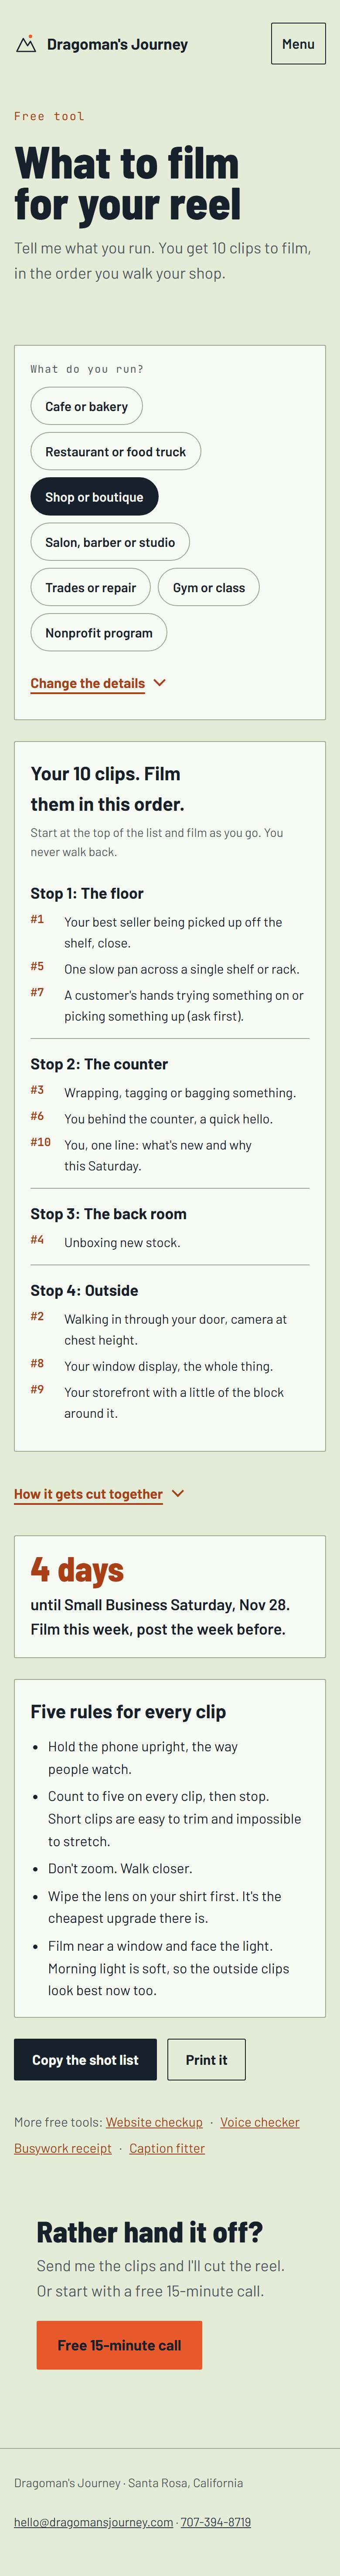 Dragoman's Journey
Menu
Free tool
What to film
for your reel
Tell me what you run. You get 10 clips to film,
in the order you walk your shop.
What do you run?
Cafe or bakery
Restaurant or food truck
Shop or boutique
Salon, barber or studio
Trades or repair
Gym or class
Nonprofit program
Change the details
Your 10 clips. Film
them in this order.
Start at the top of the list and film as you go. You
never walk back.
Stop 1: The floor
#1 Your best seller being picked up off the
shelf, close.
#5 One slow pan across a single shelf or rack.
#7 A customer's hands trying something on or
picking something up (ask first).
Stop 2: The counter
#3 Wrapping, tagging or bagging something.
#6 You behind the counter, a quick hello.
#10 You, one line: what's new and why
this Saturday.
Stop 3: The back room
#4 Unboxing new stock.
Stop 4: Outside
#2 Walking in through your door, camera at
chest height.
#8 Your window display, the whole thing.
#9 Your storefront with a little of the block
around it.
How it gets cut together
4 days
until Small Business Saturday, Nov 28.
Film this week, post the week before.
Five rules for every clip
• Hold the phone upright, the way
people watch.
• Count to five on every clip, then stop.
Short clips are easy to trim and impossible
to stretch.
• Don't zoom. Walk closer.
• Wipe the lens on your shirt first. It's the
cheapest upgrade there is.
• Film near a window and face the light.
Morning light is soft, so the outside clips
look best now too.
Copy the shot list
Print it
More free tools: Website checkup · Voice checker
Busywork receipt · Caption fitter
Rather hand it off?
Send me the clips and I'll cut the reel.
Or start with a free 15-minute call.
Free 15-minute call
Dragoman's Journey · Santa Rosa, California
hello@dragomansjourney.com · 707-394-8719